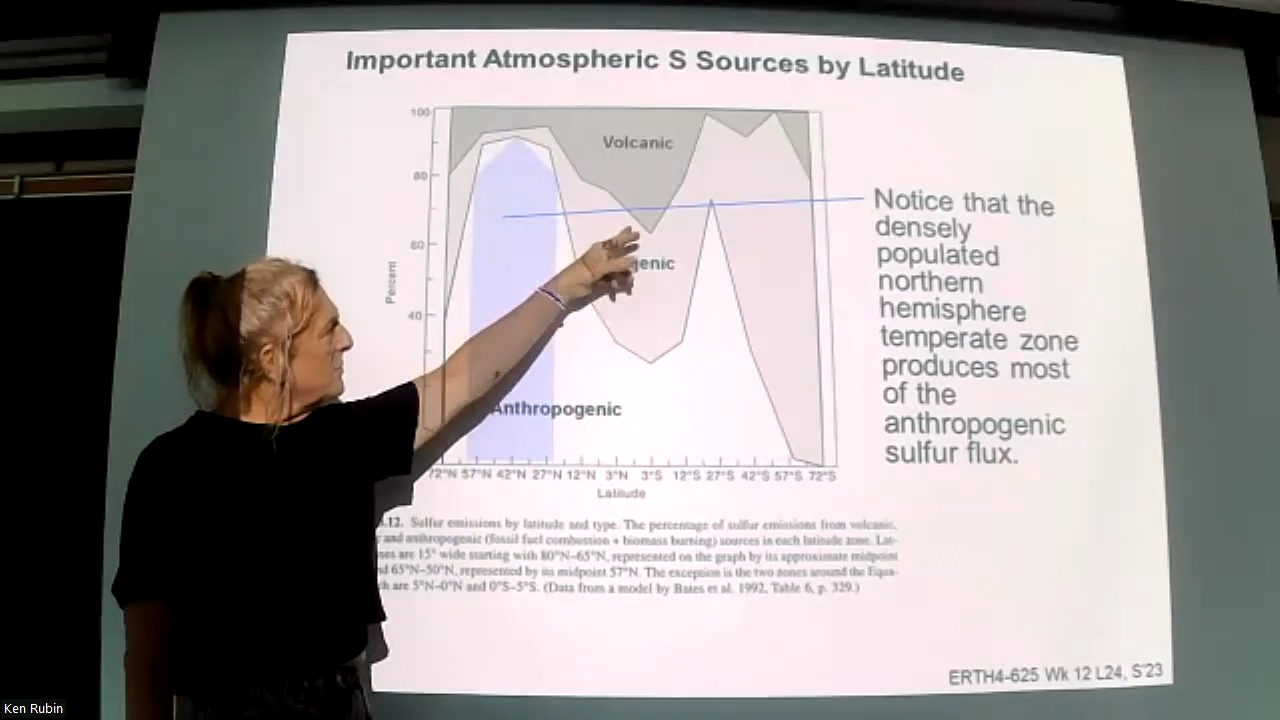 Important Atmospheric S Sources by Latitude
100
80
60
40
Percent
Volcanic
genic
Anthropogenic
72°N 57°N 42°N 27°N 12°N 3°N 3°S 12°S 27°S 42°S 57°S 72°S
Latitude
Notice that the
densely
populated
northern
hemisphere
temperate zone
produces most
of the
anthropogenic
sulfur flux.
.12. Sulfur emissions by latitude and type. The percentage of sulfur emissions from volcanic,
and anthropogenic (fossil fuel combustion + biomass burning) sources in each latitude zone. Lat-
nes are 15° wide starting with 80°N–65°N, represented on the graph by its approximate midpoint
d 65°N–50°N, represented by its midpoint 57°N. The exception is the two zones around the Equa-
h are 5°N–0°N and 0°S–5°S. (Data from a model by Bates et al. 1992, Table 6, p. 329.)
ERTH4-625 Wk 12 L24, S'23
Ken Rubin